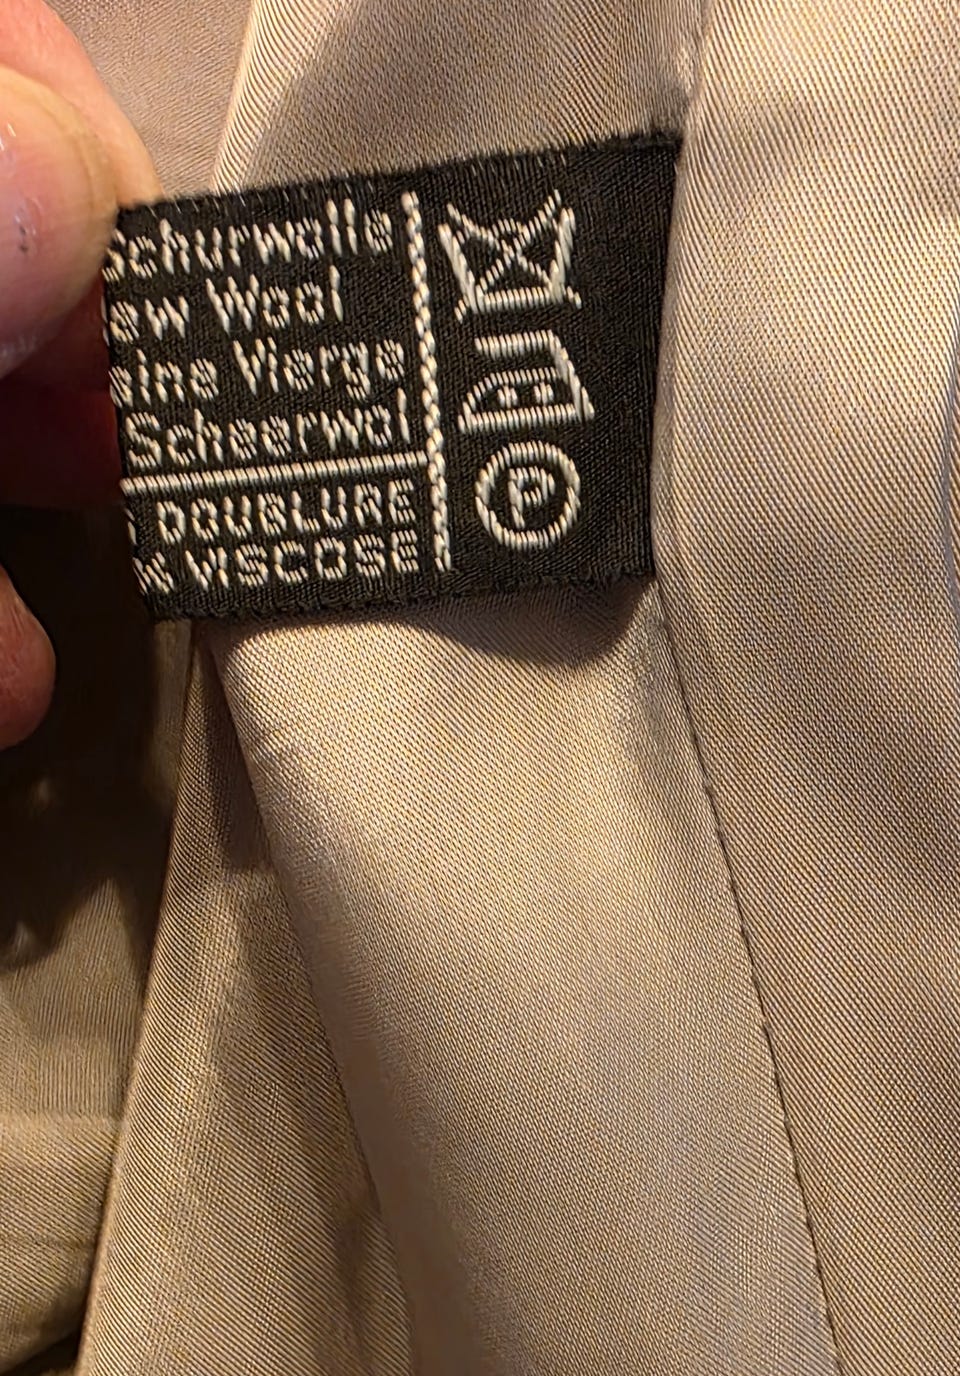 Schurwolle
ew Wool
aine Vierge
Scheerwol
DOUBLURE
VISCOSE
P